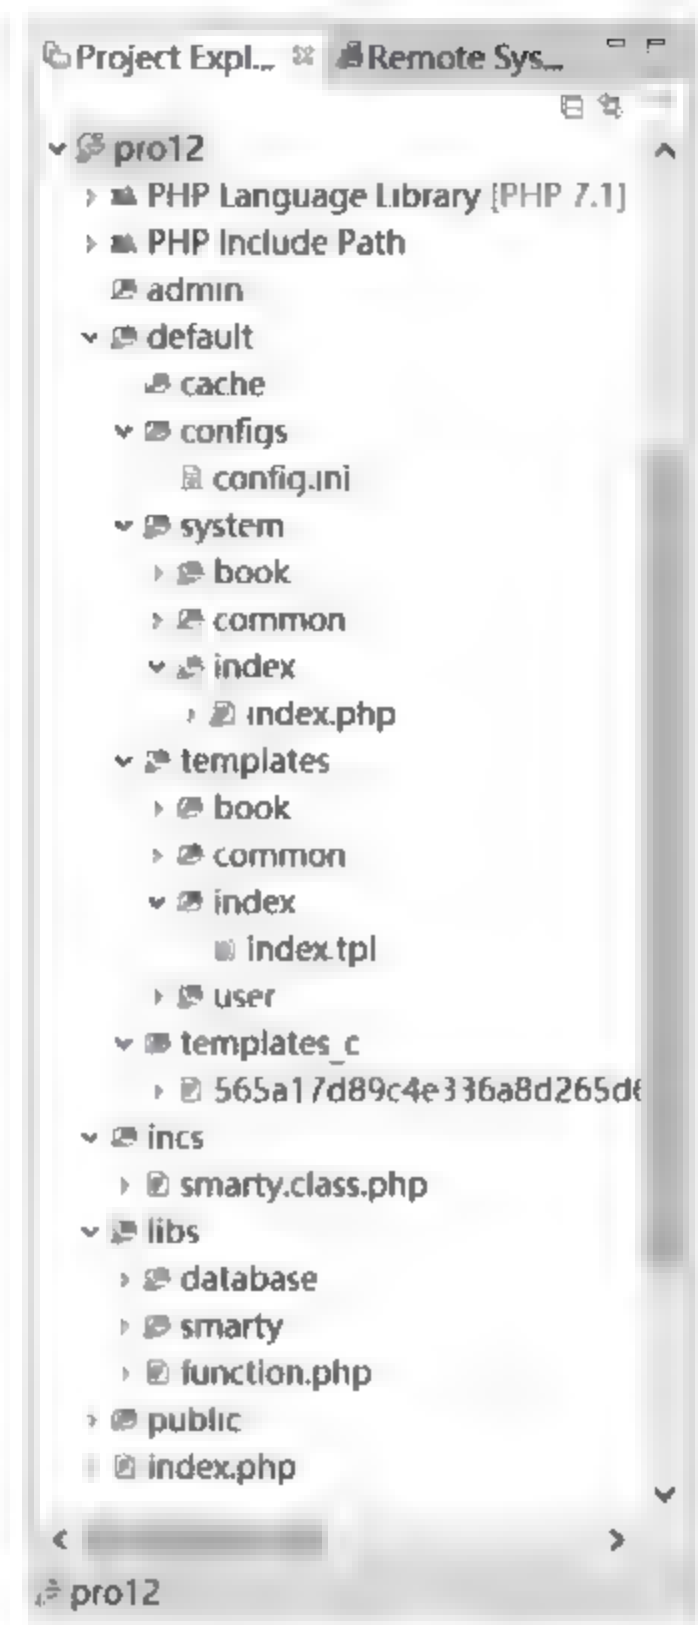 Project Expl... Remote Sys...
pro12
PHP Language Library [PHP 7.1]
PHP Include Path
admin
default
cache
configs
config.ini
system
book
common
index
index.php
templates
book
common
index
index.tpl
user
templates_c
565a17d89c4e336a8d265d6
incs
smarty.class.php
libs
database
smarty
function.php
public
index.php
pro12